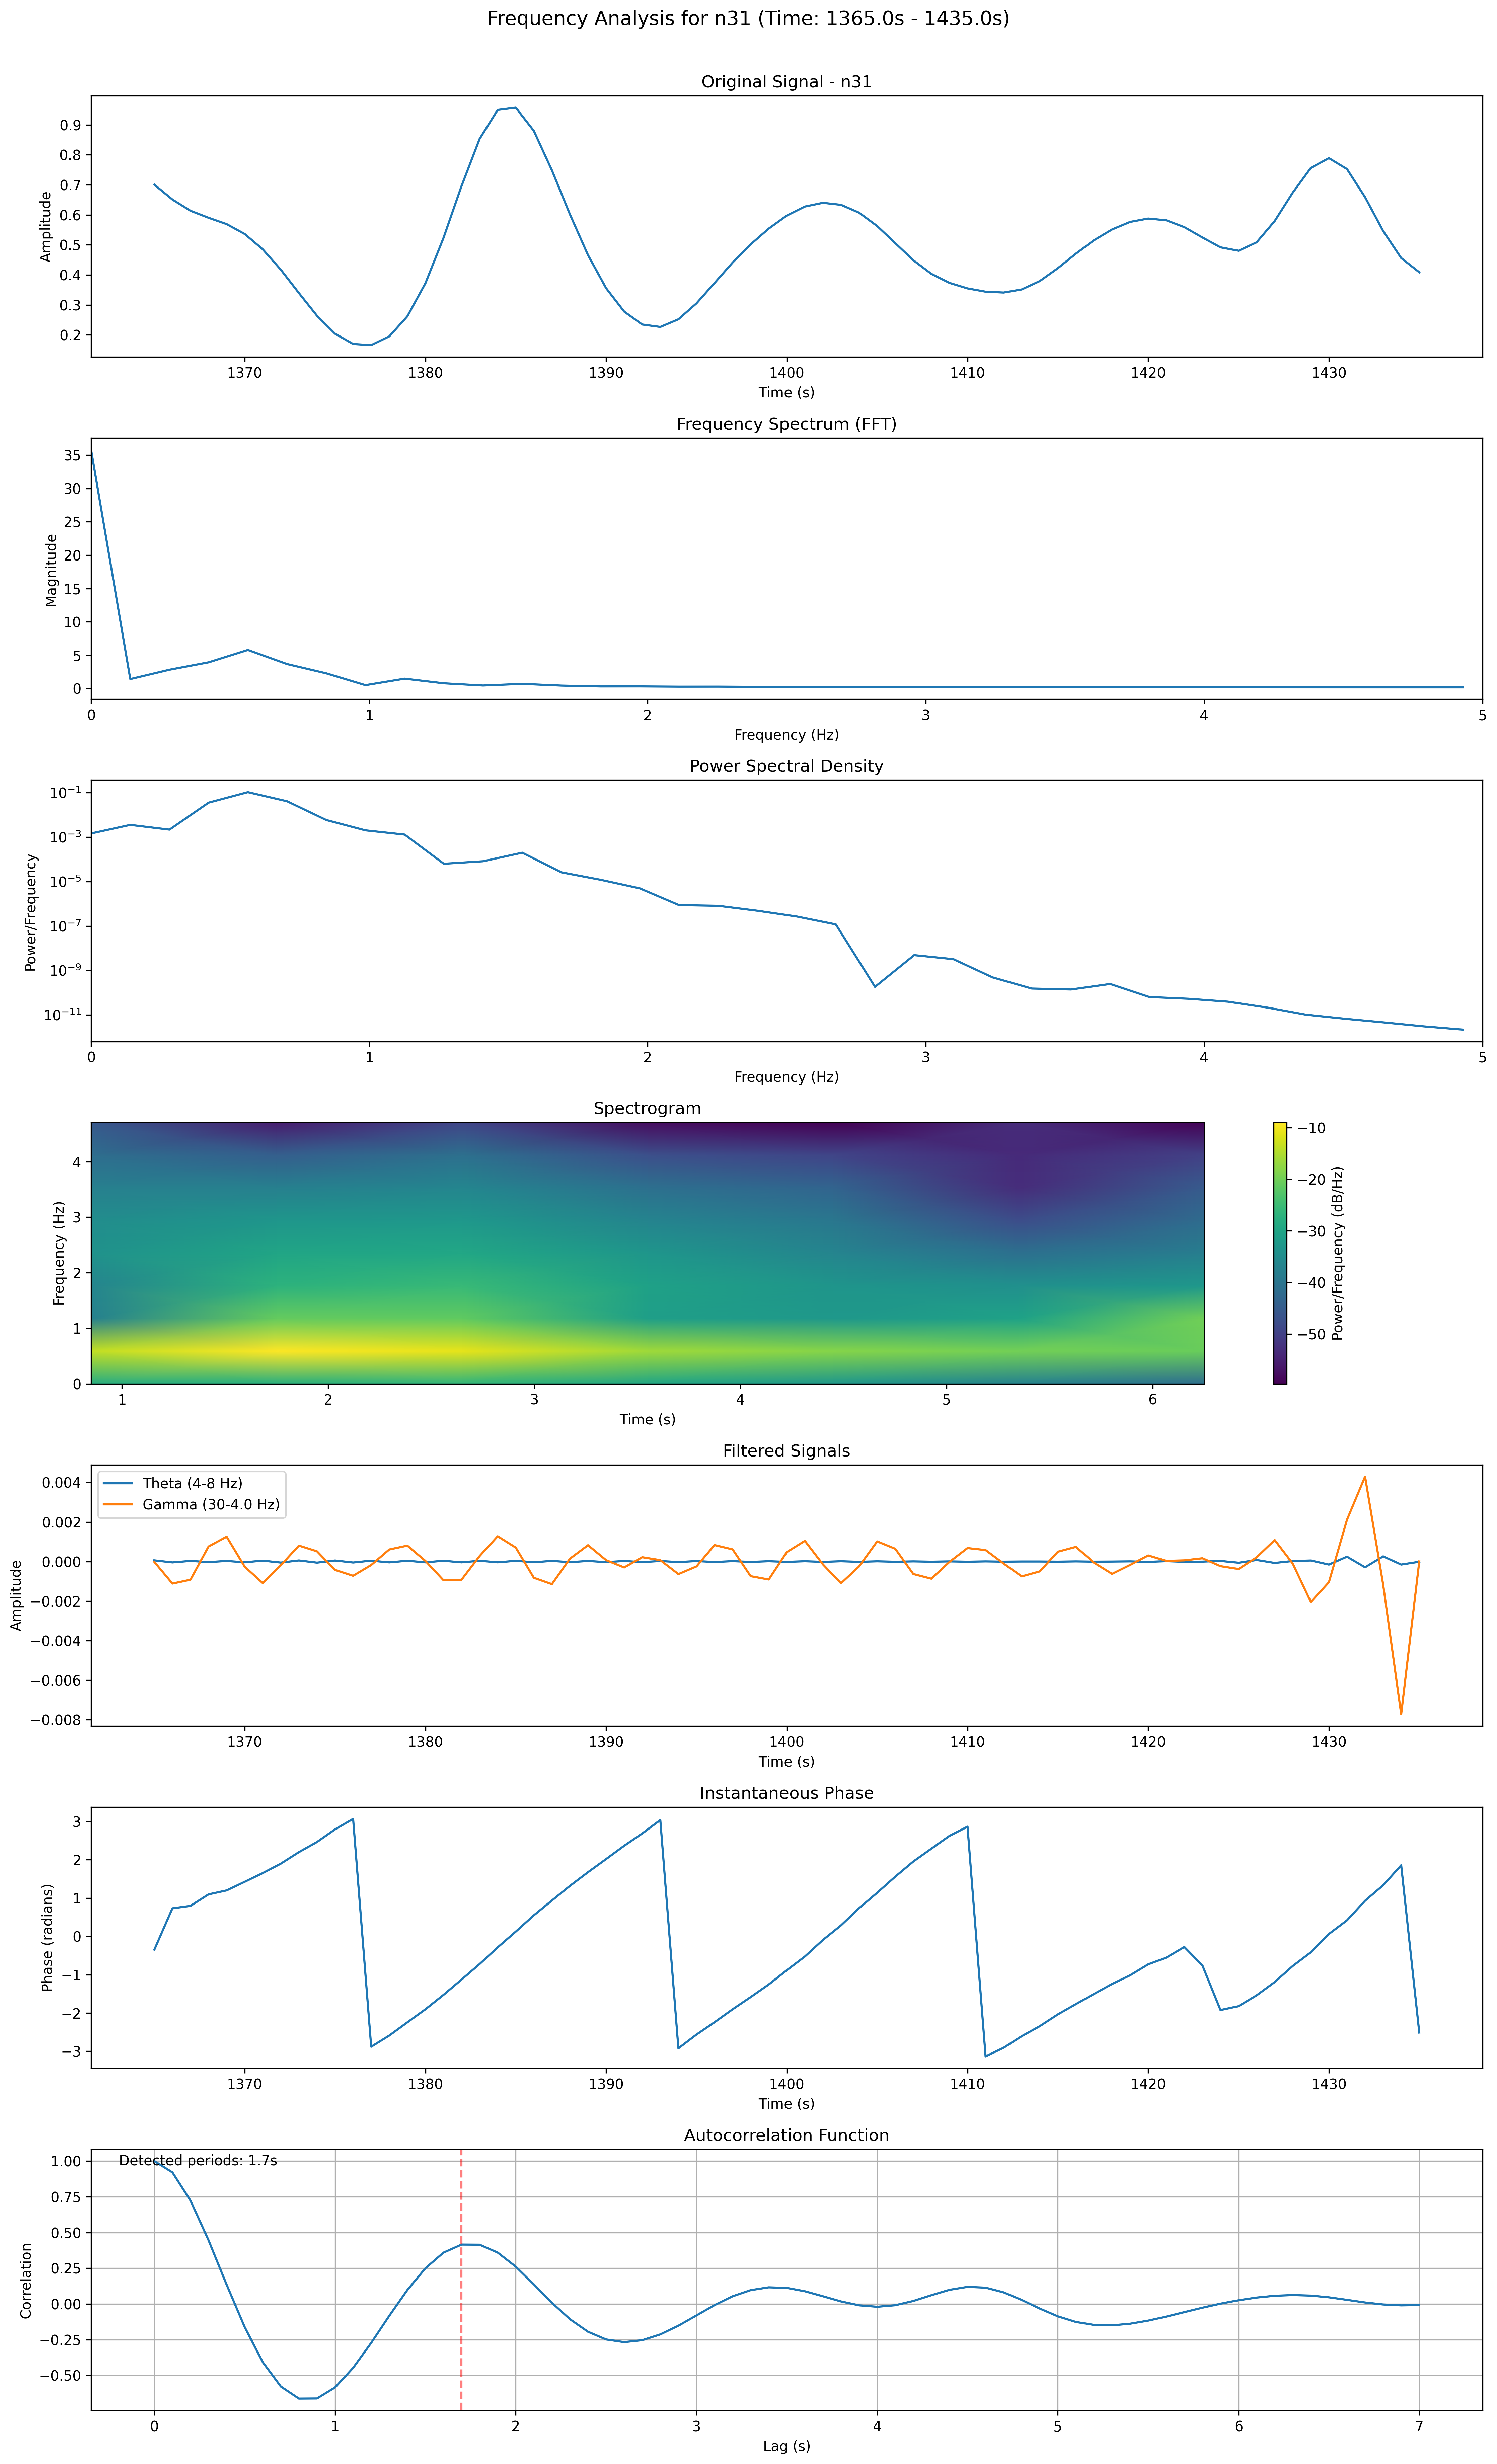 Frequency Analysis for n31 (Time: 1365.0s - 1435.0s)
Original Signal - n31
Amplitude
0.9
0.8
0.7
0.6
0.5
0.4
0.3
0.2
1370 1380 1390 1400 1410 1420 1430
Time (s)
Frequency Spectrum (FFT)
Magnitude
35
30
25
20
15
10
5
0
0 1 2 3 4 5
Frequency (Hz)
Power Spectral Density
Power/Frequency
10⁻¹
10⁻³
10⁻⁵
10⁻⁷
10⁻⁹
10⁻¹¹
0 1 2 3 4 5
Frequency (Hz)
Spectrogram
Frequency (Hz)
4
3
2
1
0
1 2 3 4 5 6
Time (s)
−10
−20
−30
−40
−50
Power/Frequency (dB/Hz)
Filtered Signals
Theta (4-8 Hz)
Gamma (30-4.0 Hz)
Amplitude
0.004
0.002
0.000
−0.002
−0.004
−0.006
−0.008
1370 1380 1390 1400 1410 1420 1430
Time (s)
Instantaneous Phase
Phase (radians)
3
2
1
0
−1
−2
−3
1370 1380 1390 1400 1410 1420 1430
Time (s)
Autocorrelation Function
Detected periods: 1.7s
Correlation
1.00
0.75
0.50
0.25
0.00
−0.25
−0.50
0 1 2 3 4 5 6 7
Lag (s)